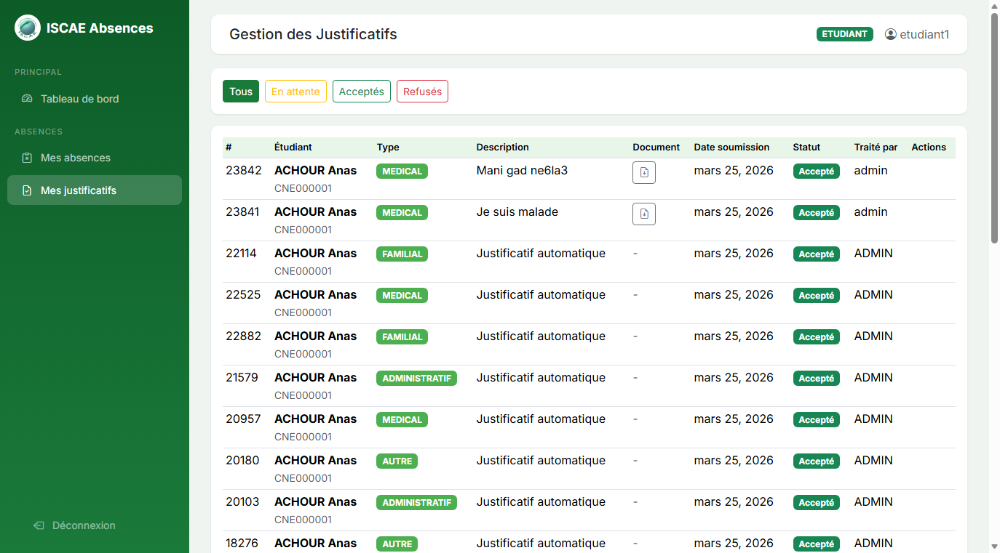 ISCAE Absences
PRINCIPAL
Tableau de bord
ABSENCES
Mes absences
Mes justificatifs
Déconnexion
Gestion des Justificatifs
ETUDIANT
etudiant1
Tous En attente Acceptés Refusés
# Étudiant Type Description Document Date soumission Statut Traité par Actions
23842 ACHOUR Anas MEDICAL Mani gad ne6la3 mars 25, 2026 Accepté admin
CNE000001
23841 ACHOUR Anas MEDICAL Je suis malade mars 25, 2026 Accepté admin
CNE000001
22114 ACHOUR Anas FAMILIAL Justificatif automatique - mars 25, 2026 Accepté ADMIN
CNE000001
22525 ACHOUR Anas MEDICAL Justificatif automatique - mars 25, 2026 Accepté ADMIN
CNE000001
22882 ACHOUR Anas FAMILIAL Justificatif automatique - mars 25, 2026 Accepté ADMIN
CNE000001
21579 ACHOUR Anas ADMINISTRATIF Justificatif automatique - mars 25, 2026 Accepté ADMIN
CNE000001
20957 ACHOUR Anas MEDICAL Justificatif automatique - mars 25, 2026 Accepté ADMIN
CNE000001
20180 ACHOUR Anas AUTRE Justificatif automatique - mars 25, 2026 Accepté ADMIN
CNE000001
20103 ACHOUR Anas ADMINISTRATIF Justificatif automatique - mars 25, 2026 Accepté ADMIN
CNE000001
18276 ACHOUR Anas AUTRE Justificatif automatique - mars 25, 2026 Accepté ADMIN